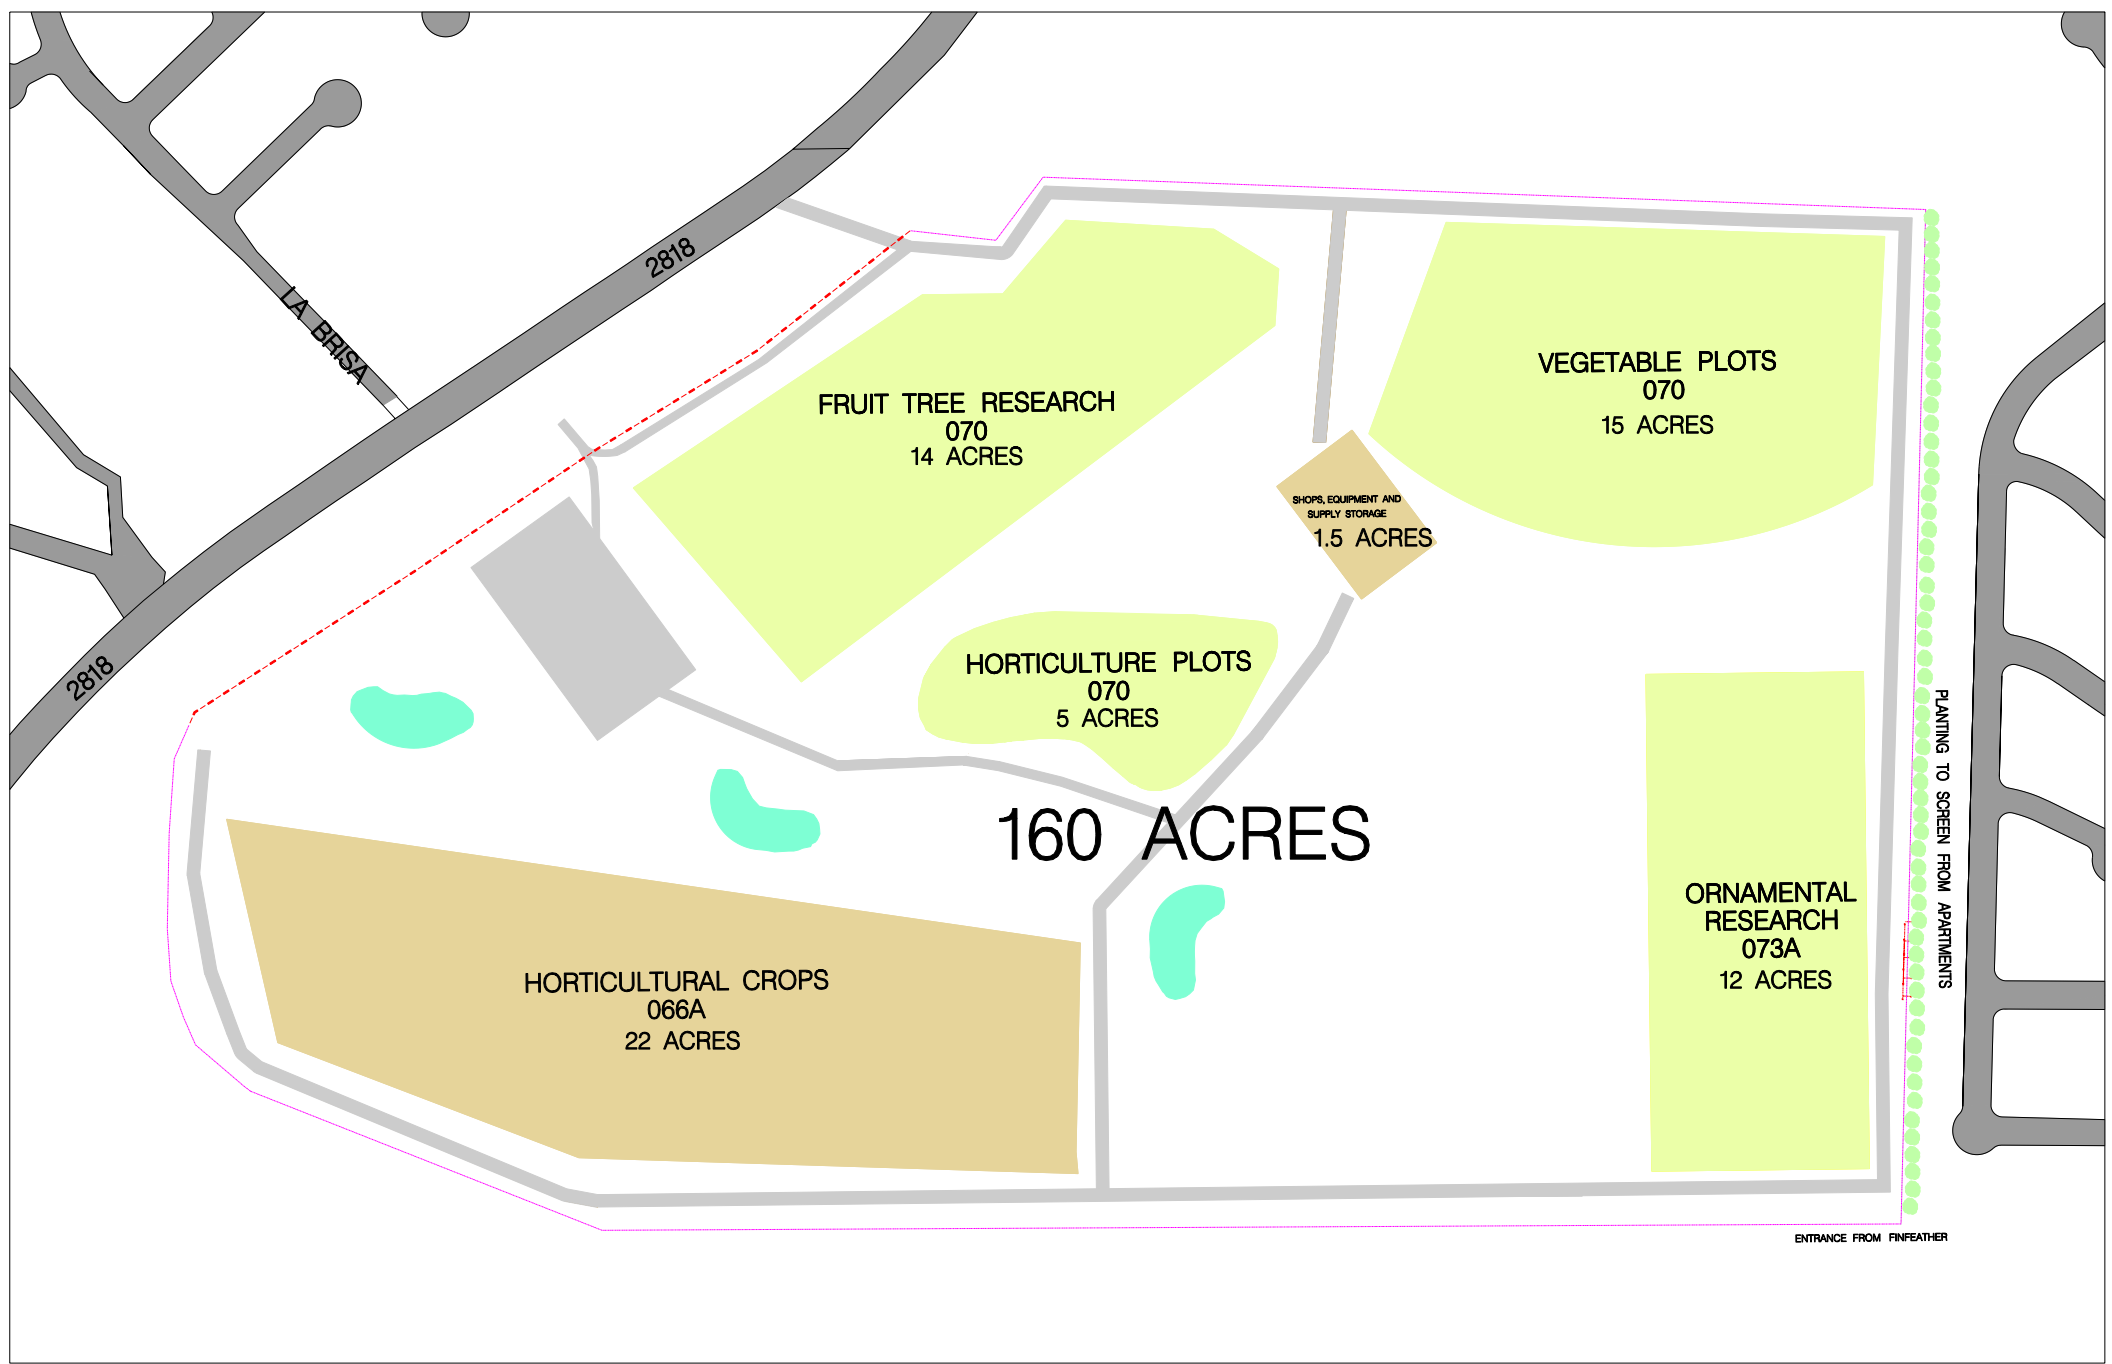 2818
LA BRISA
FRUIT TREE RESEARCH
070
14 ACRES
VEGETABLE PLOTS
070
15 ACRES
SHOPS, EQUIPMENT AND
SUPPLY STORAGE
1.5 ACRES
2818
HORTICULTURE PLOTS
070
5 ACRES
160 ACRES
PLANTING TO SCREEN FROM APARTMENTS
ORNAMENTAL
RESEARCH
073A
12 ACRES
HORTICULTURAL CROPS
066A
22 ACRES
ENTRANCE FROM FINFEATHER